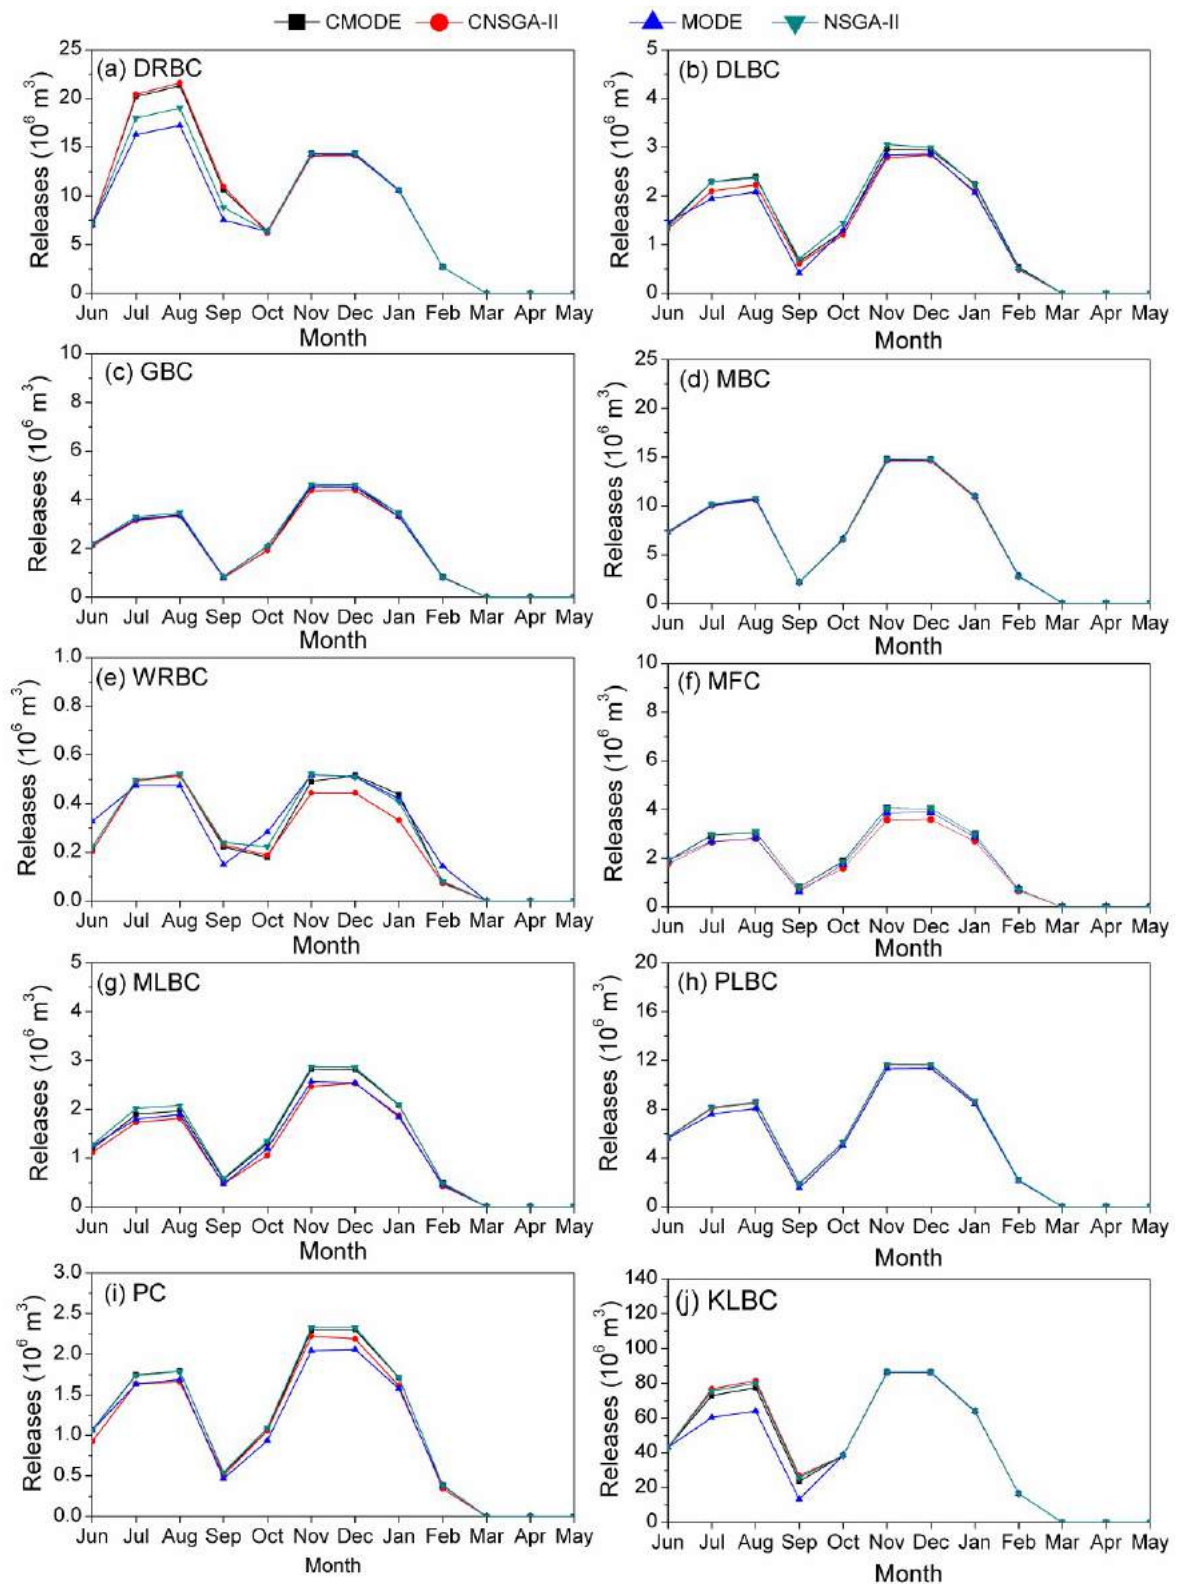 CMODE CNSGA-II MODE NSGA-II
(a) DRBC
Releases (10⁶ m³)
25
20
15
10
5
0
Jun Jul Aug Sep Oct Nov Dec Jan Feb Mar Apr May
Month
(b) DLBC
Releases (10⁶ m³)
5
4
3
2
1
0
Jun Jul Aug Sep Oct Nov Dec Jan Feb Mar Apr May
Month
(c) GBC
Releases (10⁶ m³)
10
8
6
4
2
0
Jun Jul Aug Sep Oct Nov Dec Jan Feb Mar Apr May
Month
(d) MBC
Releases (10⁶ m³)
25
20
15
10
5
0
Jun Jul Aug Sep Oct Nov Dec Jan Feb Mar Apr May
Month
(e) WRBC
Releases (10⁶ m³)
1.0
0.8
0.6
0.4
0.2
0.0
Jun Jul Aug Sep Oct Nov Dec Jan Feb Mar Apr May
Month
(f) MFC
Releases (10⁶ m³)
10
8
6
4
2
0
Jun Jul Aug Sep Oct Nov Dec Jan Feb Mar Apr May
Month
(g) MLBC
Releases (10⁶ m³)
5
4
3
2
1
0
Jun Jul Aug Sep Oct Nov Dec Jan Feb Mar Apr May
Month
(h) PLBC
Releases (10⁶ m³)
20
16
12
8
4
0
Jun Jul Aug Sep Oct Nov Dec Jan Feb Mar Apr May
Month
(i) PC
Releases (10⁶ m³)
3.0
2.5
2.0
1.5
1.0
0.5
0.0
Jun Jul Aug Sep Oct Nov Dec Jan Feb Mar Apr May
Month
(j) KLBC
Releases (10⁶ m³)
140
120
100
80
60
40
20
0
Jun Jul Aug Sep Oct Nov Dec Jan Feb Mar Apr May
Month